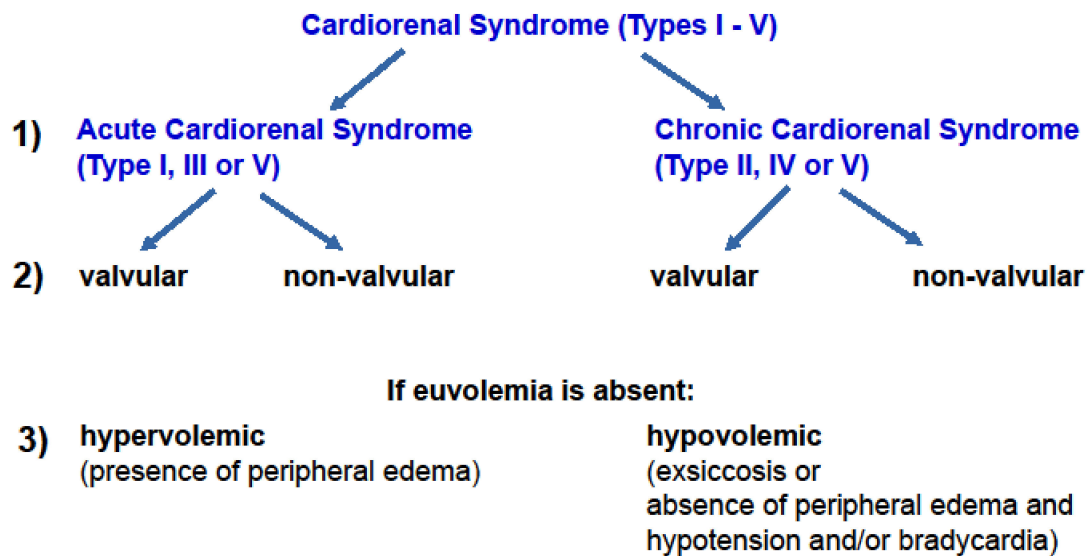 Cardiorenal Syndrome (Types I - V)
1) Acute Cardiorenal Syndrome
(Type I, III or V)
Chronic Cardiorenal Syndrome
(Type II, IV or V)
2) valvular non-valvular valvular non-valvular
If euvolemia is absent:
3) hypervolemic
(presence of peripheral edema)
hypovolemic
(exsiccosis or
absence of peripheral edema and
hypotension and/or bradycardia)